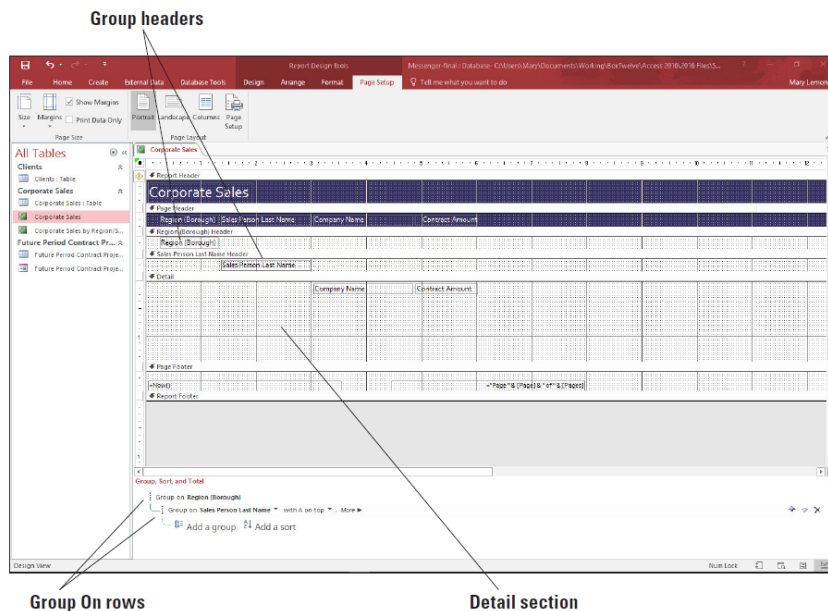 Group headers
Report Design Tools
Messenger-final : Database- C:\Users\Mary\Documents\Working\BoxTwelve\Access 2016\2016 Files\S...
File Home Create External Data Database Tools Design Arrange Format Page Setup Tell me what you want to do
Mary Lemon
Show Margins
Print Data Only
Size Margins
Portrait Landscape Columns Page Setup
Page Size Page Layout
All Tables
Clients
Clients : Table
Corporate Sales
Corporate Sales : Table
Corporate Sales
Corporate Sales by Region/S...
Future Period Contract Pr...
Future Period Contract Proje...
Future Period Contract Proje...
Corporate Sales
Report Header
Corporate Sales
Page Header
Region (Borough) Sales Person Last Name Company Name Contract Amount
Region(Borough) Header
Region (Borough)
Sales Person Last Name Header
Sales Person Last Name
Detail
Company Name Contract Amount
Page Footer
=Now() ="Page " & [Page] & " of " & [Pages]
Report Footer
Group, Sort, and Total
Group on Region (Borough)
Group on Sales Person Last Name with A on top , More
Add a group Add a sort
Design View
Num Lock
Group On rows
Detail section